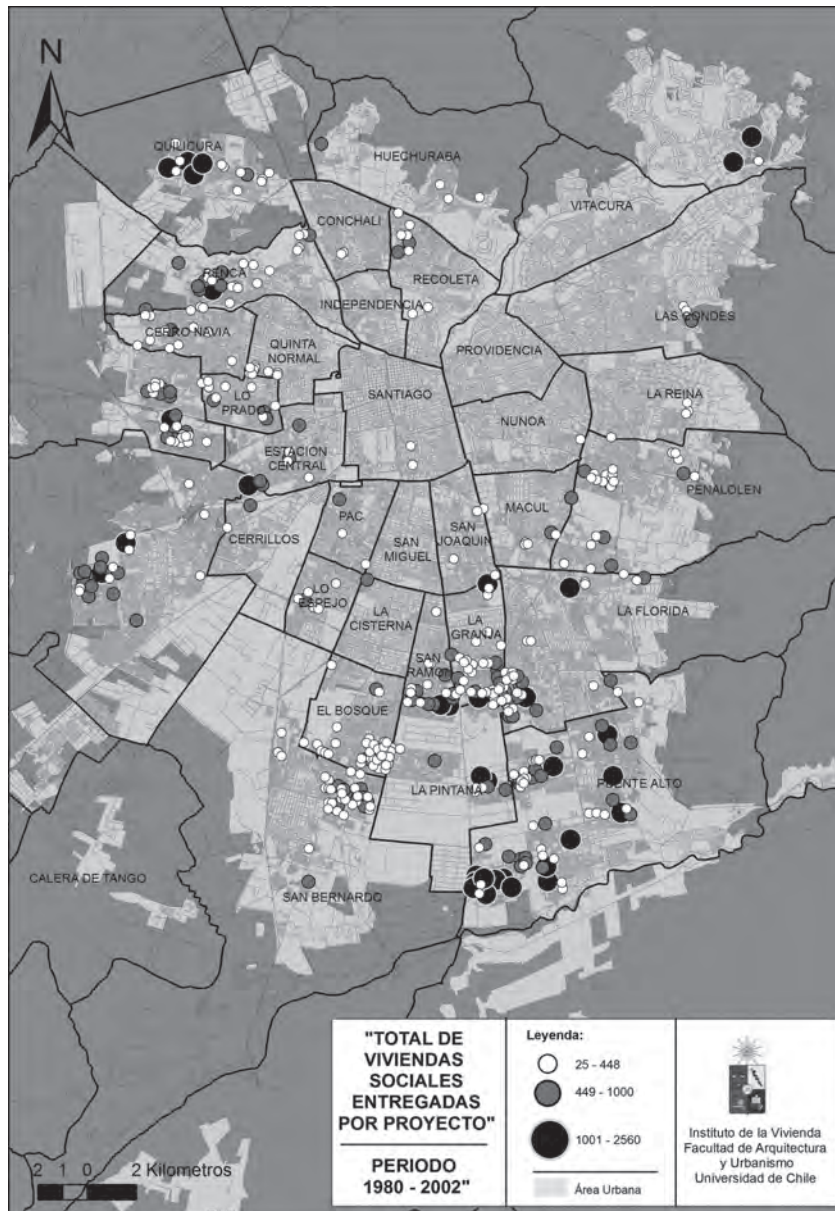 N
QUILICURA
HUECHURABA
CONCHALI
VITACURA
RENCA
RECOLETA
INDEPENDENCIA
LAS CONDES
CERRO NAVIA
QUINTA
NORMAL
PROVIDENCIA
LO
PRADO
SANTIAGO
LA REINA
NUNOA
ESTACION
CENTRAL
PENALOLEN
PAC
SAN
JOAQUIN
MACUL
CERRILLOS
SAN
MIGUEL
LO
ESPEJO
LA
CISTERNA
LA
GRANJA
LA FLORIDA
SAN
RAMON
EL BOSQUE
LA PINTANA
PUENTE ALTO
CALERA DE TANGO
SAN BERNARDO
"TOTAL DE
VIVIENDAS
SOCIALES
ENTREGADAS
POR PROYECTO"
PERIODO
1980 - 2002"
Leyenda:
25 - 448
449 - 1000
1001 - 2560
Área Urbana
Instituto de la Vivienda
Facultad de Arquitectura
y Urbanismo
Universidad de Chile
2 1 0 2 Kilometros